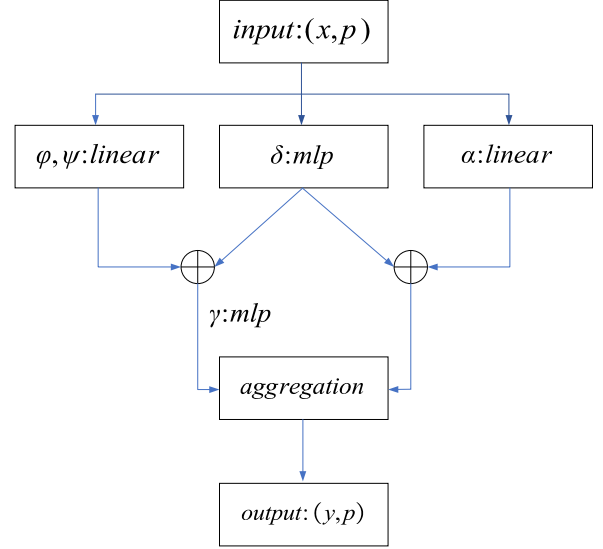 input:(x,p)
φ,ψ:linear
δ:mlp
α:linear
γ:mlp
aggregation
output:(y,p)